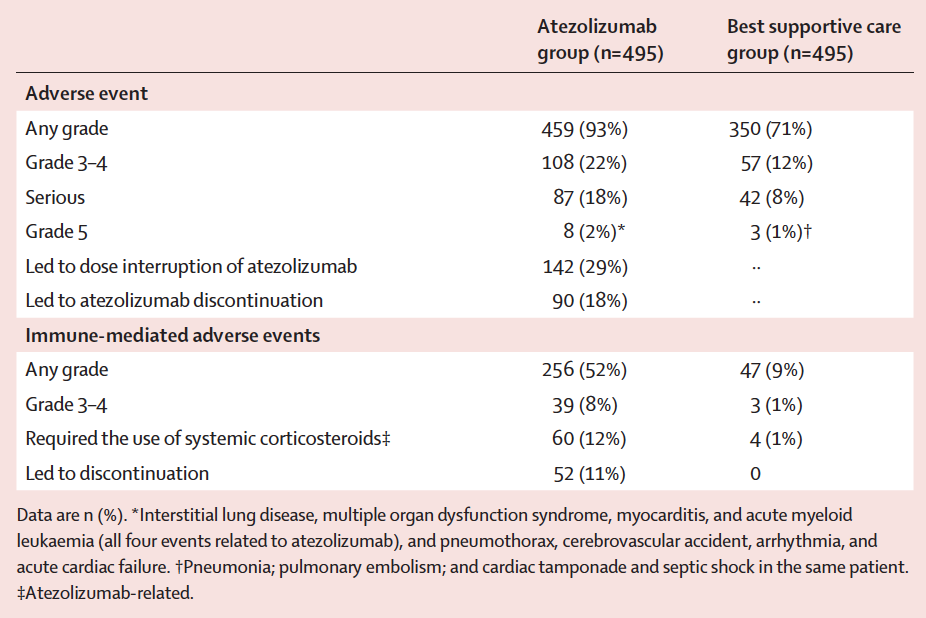 Atezolizumab group (n=495) Best supportive care group (n=495)
Adverse event
Any grade 459 (93%) 350 (71%)
Grade 3–4 108 (22%) 57 (12%)
Serious 87 (18%) 42 (8%)
Grade 5 8 (2%)* 3 (1%)†
Led to dose interruption of atezolizumab 142 (29%) ··
Led to atezolizumab discontinuation 90 (18%) ··
Immune-mediated adverse events
Any grade 256 (52%) 47 (9%)
Grade 3–4 39 (8%) 3 (1%)
Required the use of systemic corticosteroids‡ 60 (12%) 4 (1%)
Led to discontinuation 52 (11%) 0
Data are n (%). *Interstitial lung disease, multiple organ dysfunction syndrome, myocarditis, and acute myeloid
leukaemia (all four events related to atezolizumab), and pneumothorax, cerebrovascular accident, arrhythmia, and
acute cardiac failure. †Pneumonia; pulmonary embolism; and cardiac tamponade and septic shock in the same patient.
‡Atezolizumab-related.